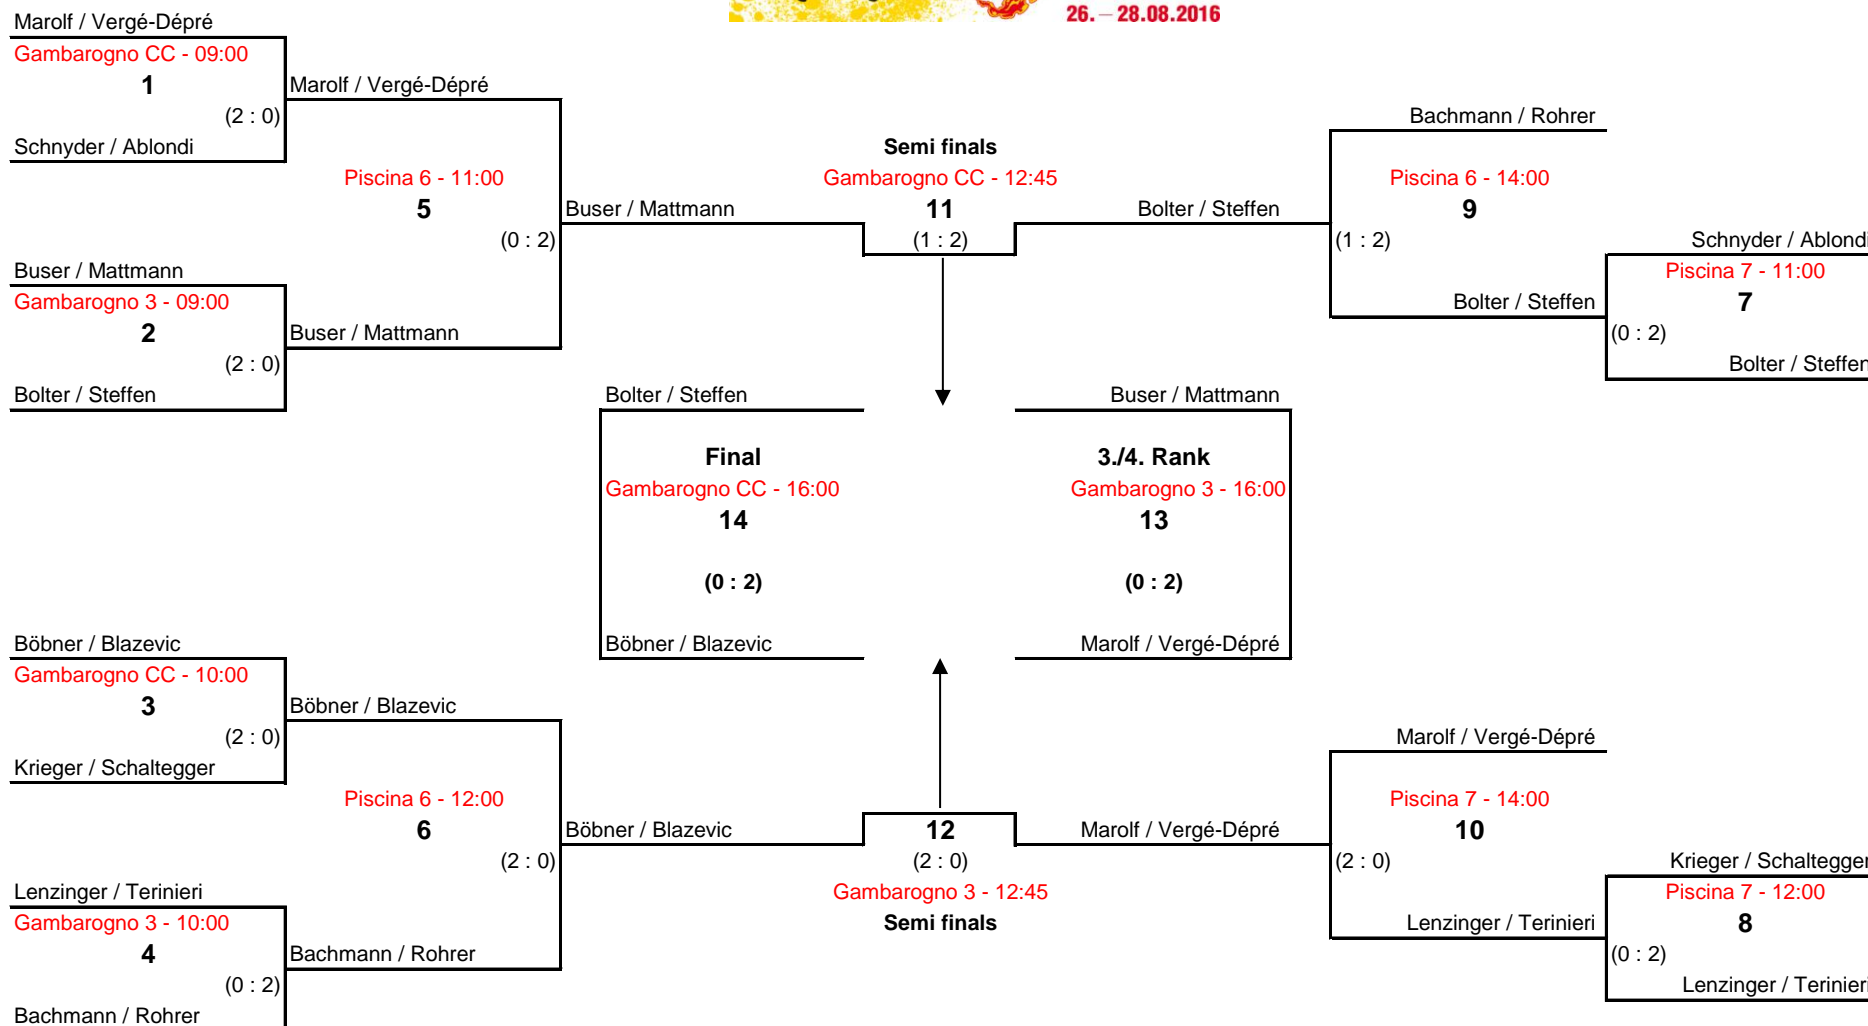 26. – 28.08.2016
Marolf / Vergé-Dépré
Gambarogno CC - 09:00
1
(2 : 0)
Schnyder / Ablondi
Marolf / Vergé-Dépré
Piscina 6 - 11:00
5
(0 : 2)
Buser / Mattmann
Gambarogno 3 - 09:00
2
(2 : 0)
Bolter / Steffen
Buser / Mattmann
Buser / Mattmann
Semi finals
Gambarogno CC - 12:45
11
(1 : 2)
Bolter / Steffen
Bachmann / Rohrer
Piscina 6 - 14:00
9
(1 : 2)
Bolter / Steffen
Schnyder / Ablondi
Piscina 7 - 11:00
7
(0 : 2)
Bolter / Steffen
Bolter / Steffen
Final
Gambarogno CC - 16:00
14
(0 : 2)
Böbner / Blazevic
Buser / Mattmann
3./4. Rank
Gambarogno 3 - 16:00
13
(0 : 2)
Marolf / Vergé-Dépré
Böbner / Blazevic
Gambarogno CC - 10:00
3
(2 : 0)
Krieger / Schaltegger
Böbner / Blazevic
Piscina 6 - 12:00
6
(2 : 0)
Lenzinger / Terinieri
Gambarogno 3 - 10:00
4
(0 : 2)
Bachmann / Rohrer
Bachmann / Rohrer
Böbner / Blazevic
12
(2 : 0)
Gambarogno 3 - 12:45
Semi finals
Marolf / Vergé-Dépré
Marolf / Vergé-Dépré
Piscina 7 - 14:00
10
(2 : 0)
Lenzinger / Terinieri
Krieger / Schaltegger
Piscina 7 - 12:00
8
(0 : 2)
Lenzinger / Terinieri